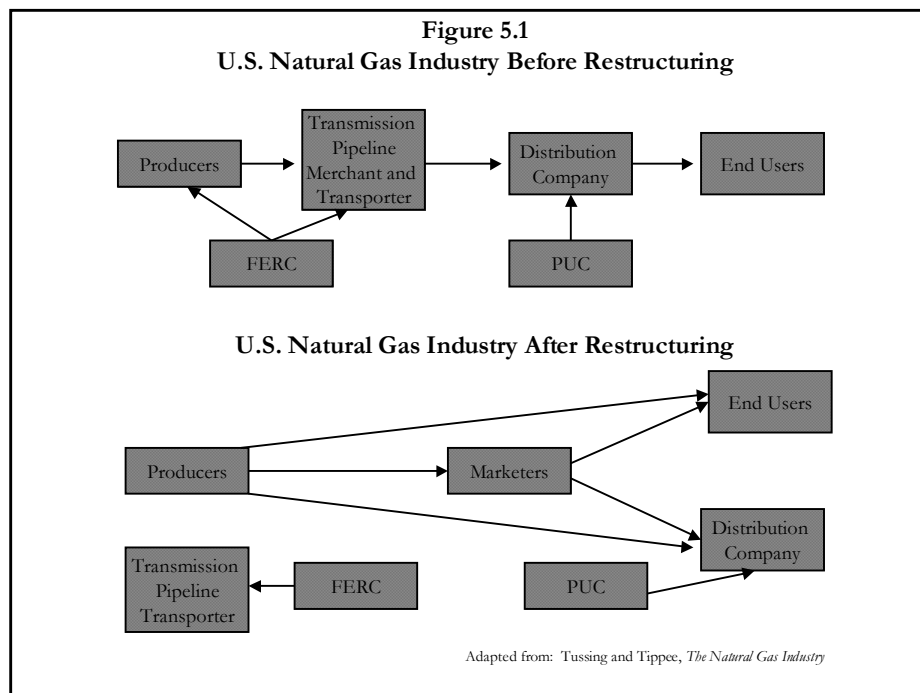 Figure 5.1
U.S. Natural Gas Industry Before Restructuring
Producers
Transmission
Pipeline
Merchant and
Transporter
Distribution
Company
End Users
FERC
PUC
U.S. Natural Gas Industry After Restructuring
End Users
Producers
Marketers
Distribution
Company
Transmission
Pipeline
Transporter
FERC
PUC
Adapted from: Tussing and Tippee, The Natural Gas Industry